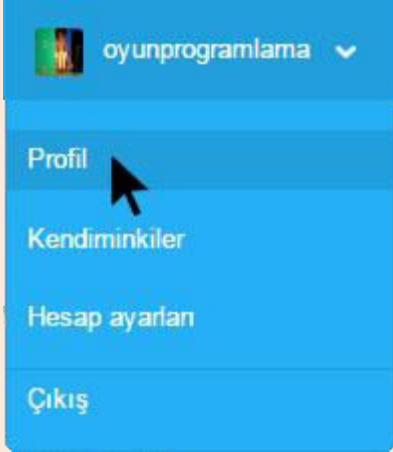 oyunprogramlama
Profil
Kendiminkiler
Hesap ayarları
Çıkış